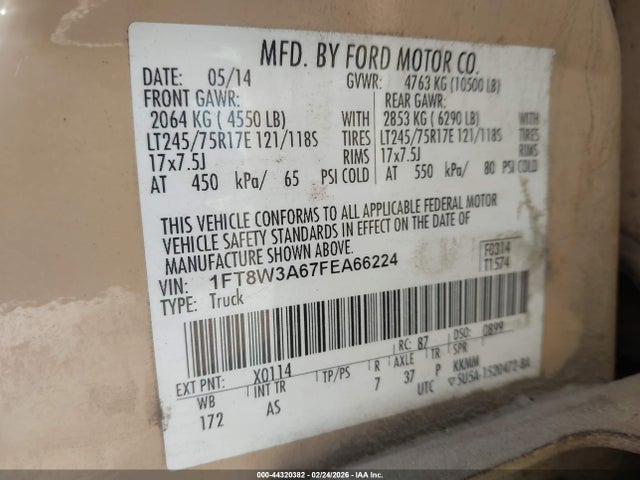 MFD. BY FORD MOTOR CO.
DATE: 05/14 GVWR: 4763 KG (10500 LB)
FRONT GAWR: REAR GAWR:
2064 KG ( 4550 LB) WITH 2853 KG ( 6290 LB) WITH
LT245/75R17E 121/118S TIRES LT245/75R17E 121/118S TIRES
17x7.5J RIMS 17x7.5J RIMS
AT 450 kPa/ 65 PSI COLD AT 550 kPa/ 80 PSI COLD
THIS VEHICLE CONFORMS TO ALL APPLICABLE FEDERAL MOTOR
VEHICLE SAFETY STANDARDS IN EFFECT ON THE DATE OF
MANUFACTURE SHOWN ABOVE.
VIN: 1FT8W3A67FEA66224 F0314
TYPE: Truck T1574
EXT PNT: X0114 RC: 87 DSO: 0899
WB INT TR TP/PS R AXLE TR SPR
172 AS 7 37 P KKMM
UTC ▽5U5A-1520472-BA
000-44320382 - 02/24/2026 - © IAA Inc.